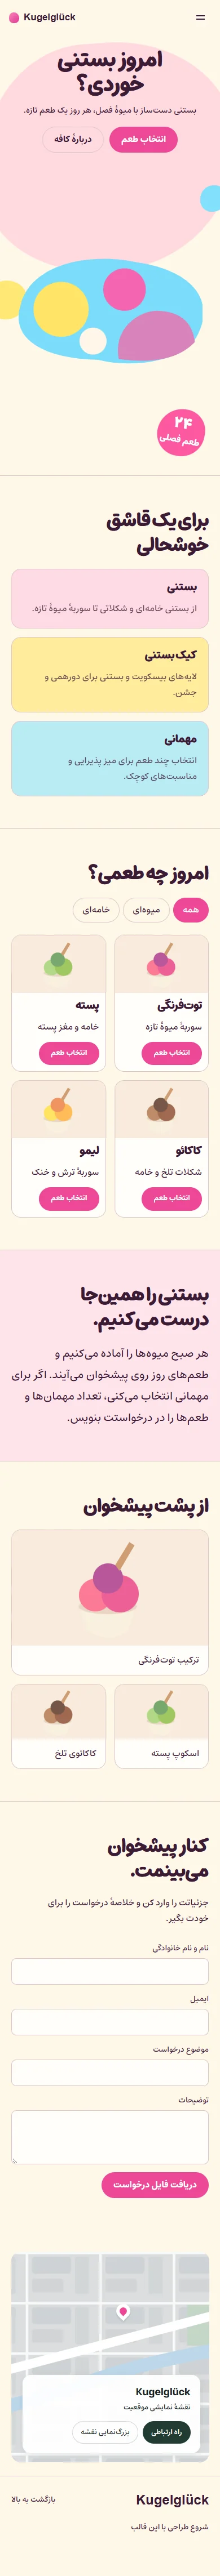 Kugelglück
امروز بستنی
خوردی؟
بستنی دست‌ساز با میوهٔ فصل، هر روز یک طعم تازه.
انتخاب طعم
دربارهٔ کافه
۲۴
طعم فصلی
برای یک قاشق
خوشحالی
بستنی
از بستنی خامه‌ای و شکلاتی تا سوربهٔ میوهٔ تازه.
کیک بستنی
لایه‌های بیسکویت و بستنی برای دورهمی و
جشن.
مهمانی
انتخاب چند طعم برای میز پذیرایی و
مناسبت‌های کوچک.
امروز چه طعمی؟
همه
میوه‌ای
خامه‌ای
توت‌فرنگی
سوربهٔ میوهٔ تازه
انتخاب طعم
پسته
خامه و مغز پسته
انتخاب طعم
کاکائو
شکلات تلخ و خامه
انتخاب طعم
لیمو
سوربهٔ ترش و خنک
انتخاب طعم
بستنی را همین‌جا
درست می‌کنیم.
هر صبح میوه‌ها را آماده می‌کنیم و
طعم‌های روز روی پیشخوان می‌آیند. اگر برای
مهمانی انتخاب می‌کنی، تعداد مهمان‌ها و
طعم‌ها را در درخواستت بنویس.
از پشت پیشخوان
ترکیب توت‌فرنگی
اسکوپ پسته
کاکائوی تلخ
کنار پیشخوان
می‌بینمت.
جزئیاتت را وارد کن و خلاصهٔ درخواست را برای
خودت بگیر.
نام و نام خانوادگی
ایمیل
موضوع درخواست
توضیحات
دریافت فایل درخواست
Kugelglück
نقشهٔ نمایشی موقعیت
راه ارتباطی
بزرگ‌نمایی نقشه
Kugelglück
بازگشت به بالا
شروع طراحی با این قالب